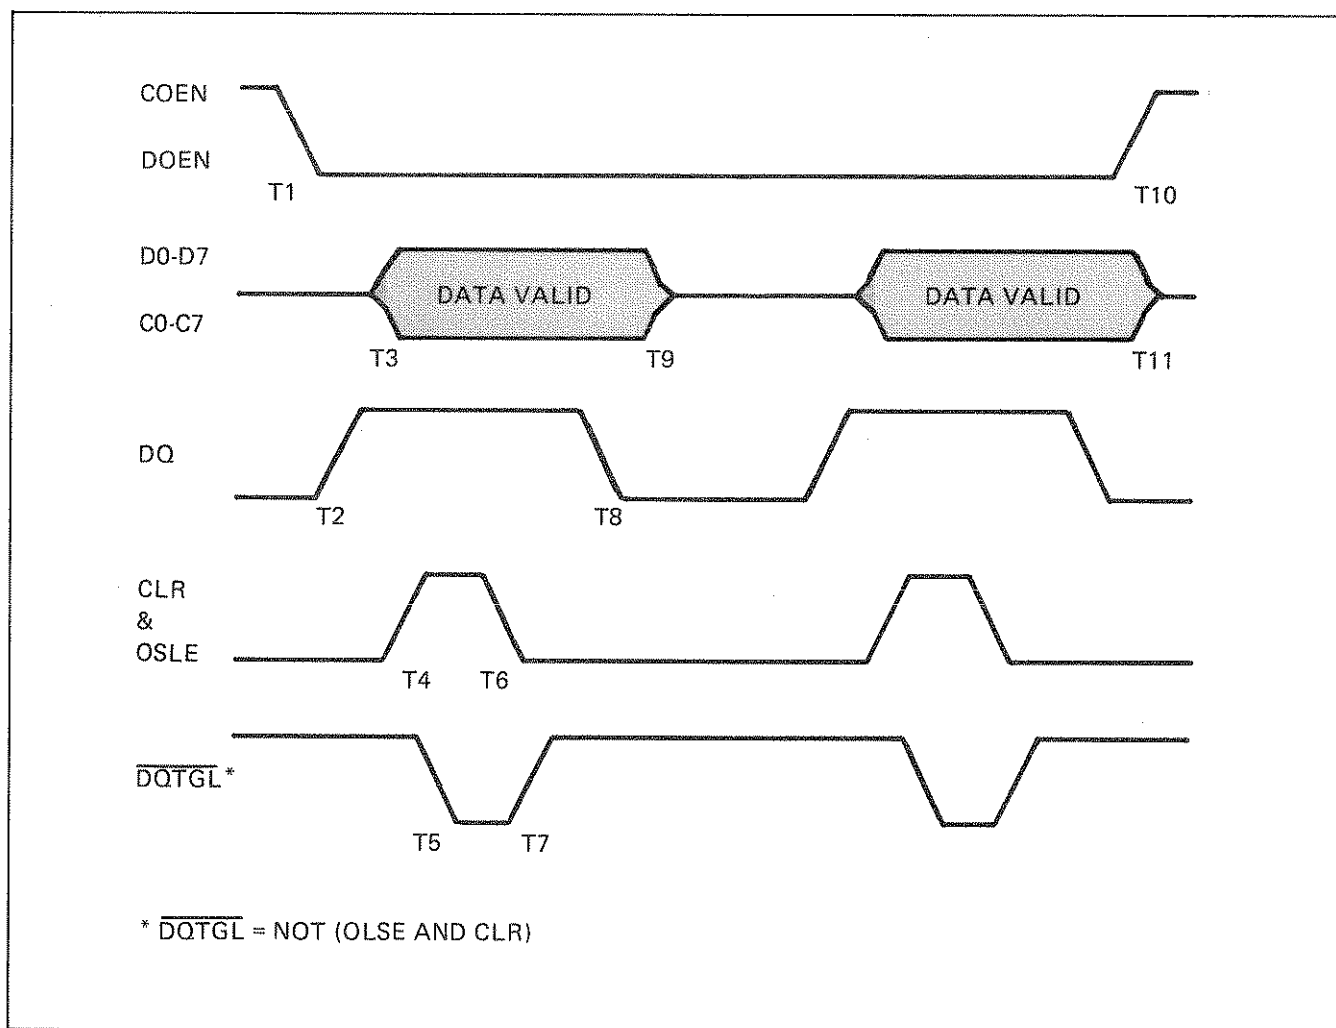 COEN
DOEN
T1
T10
D0-D7
DATA VALID
DATA VALID
C0-C7
T3
T9
T11
DQ
T2
T8
CLR
&
OSLE
T4
T6
DQTGL*
T5
T7
* DQTGL = NOT (OLSE AND CLR)